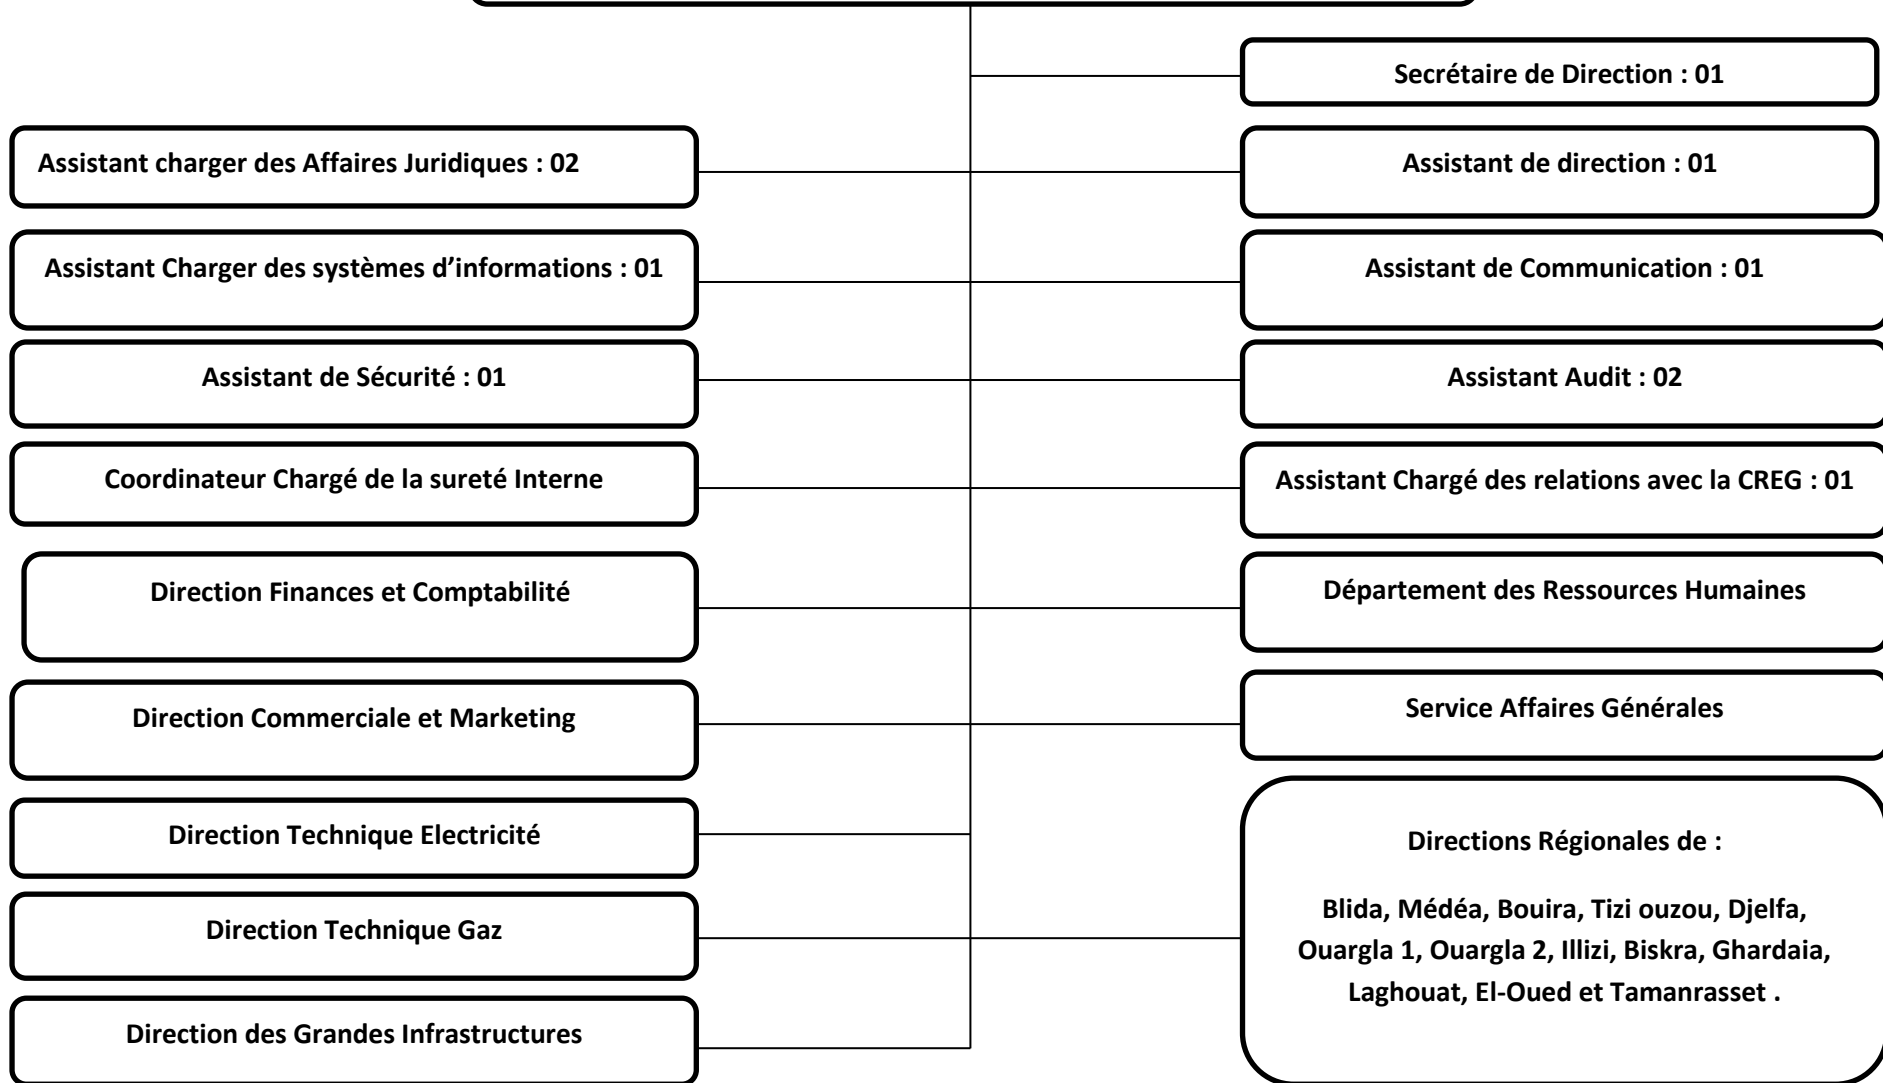 Secrétaire de Direction : 01
Assistant charger des Affaires Juridiques : 02
Assistant de direction : 01
Assistant Charger des systèmes d’informations : 01
Assistant de Communication : 01
Assistant de Sécurité : 01
Assistant Audit : 02
Coordinateur Chargé de la sureté Interne
Assistant Chargé des relations avec la CREG : 01
Direction Finances et Comptabilité
Département des Ressources Humaines
Direction Commerciale et Marketing
Service Affaires Générales
Direction Technique Electricité
Direction Technique Gaz
Direction des Grandes Infrastructures
Directions Régionales de :
Blida, Médéa, Bouira, Tizi ouzou, Djelfa,
Ouargla 1, Ouargla 2, Illizi, Biskra, Ghardaia,
Laghouat, El-Oued et Tamanrasset .